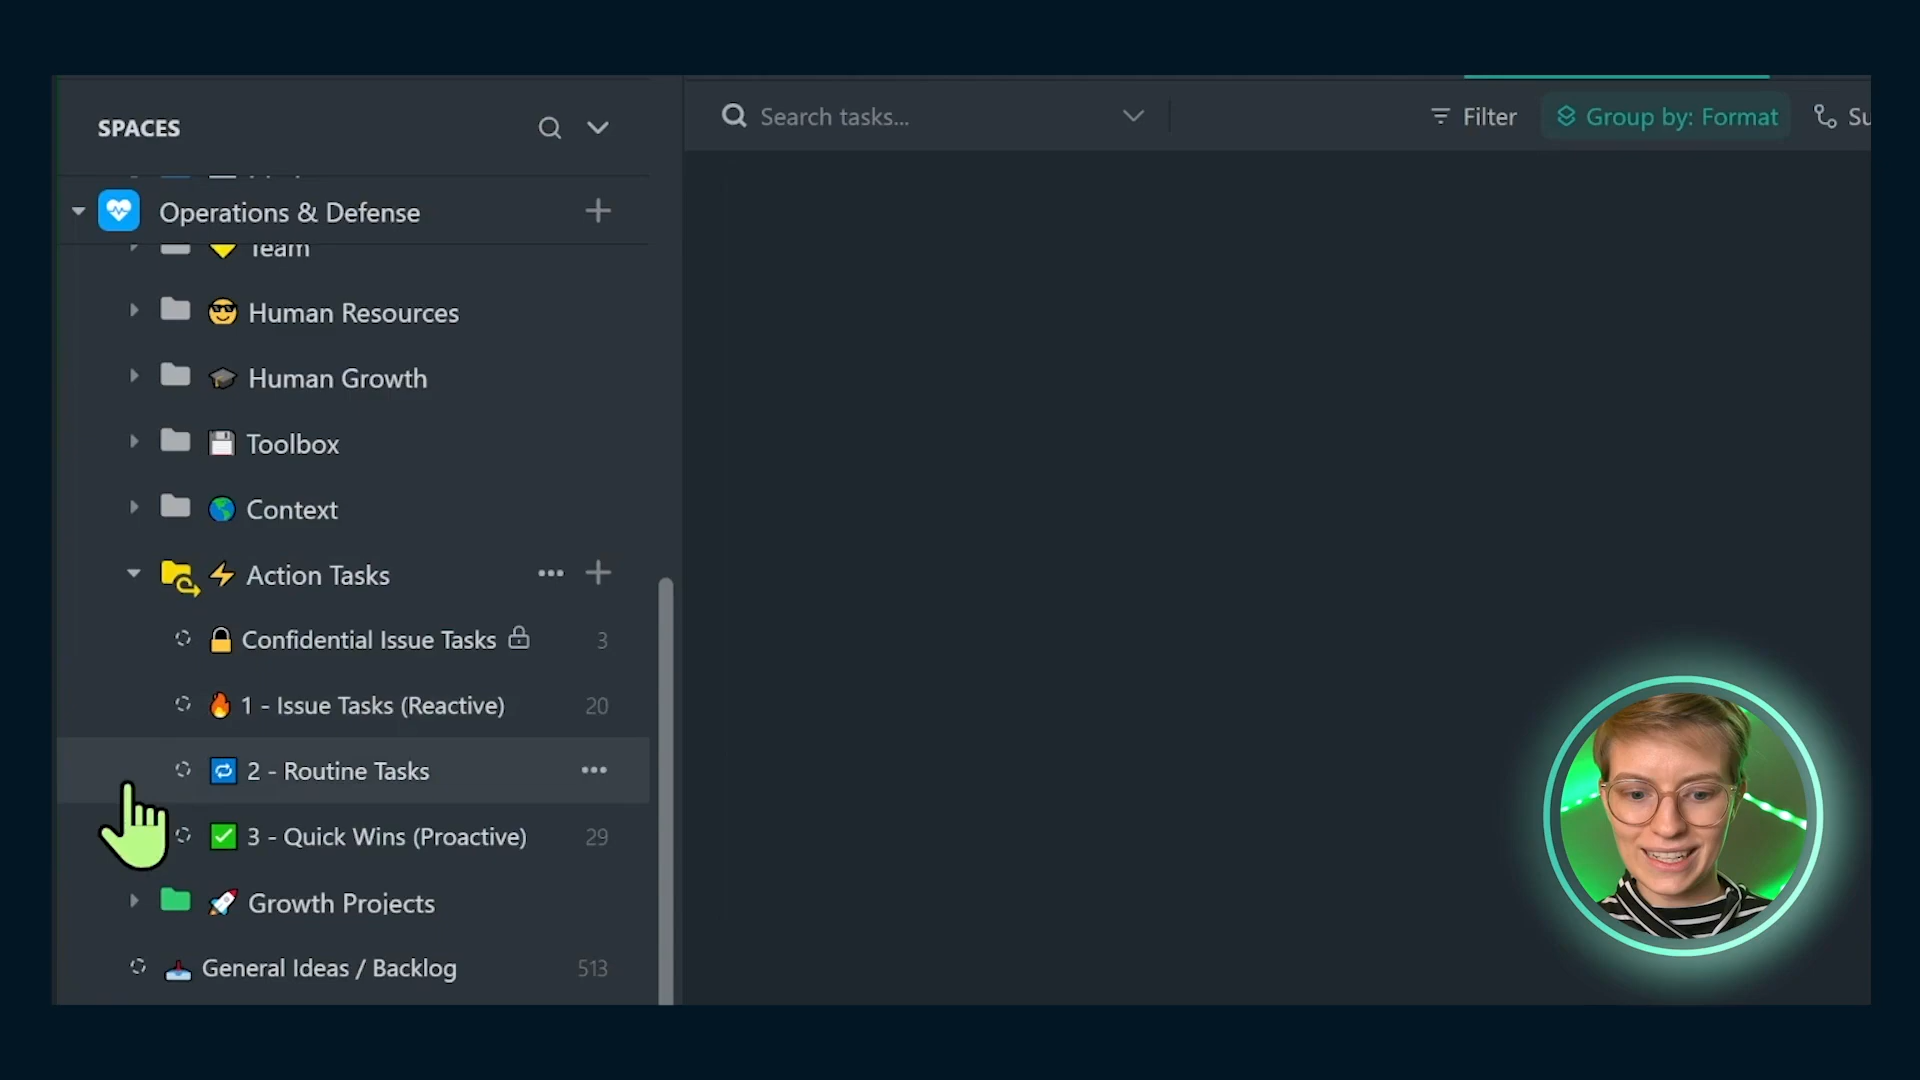 SPACES
Operations & Defense
Team
Human Resources
Human Growth
Toolbox
Context
Action Tasks
Confidential Issue Tasks 3
1 - Issue Tasks (Reactive) 20
2 - Routine Tasks
3 - Quick Wins (Proactive) 29
Growth Projects
General Ideas / Backlog 513
Search tasks...
Filter
Group by: Format
Su